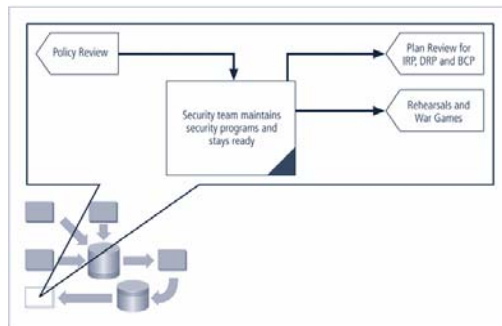 Policy Review
Plan Review for
IRP, DRP and BCP
Security team maintains
security programs and
stays ready
Rehearsals and
War Games